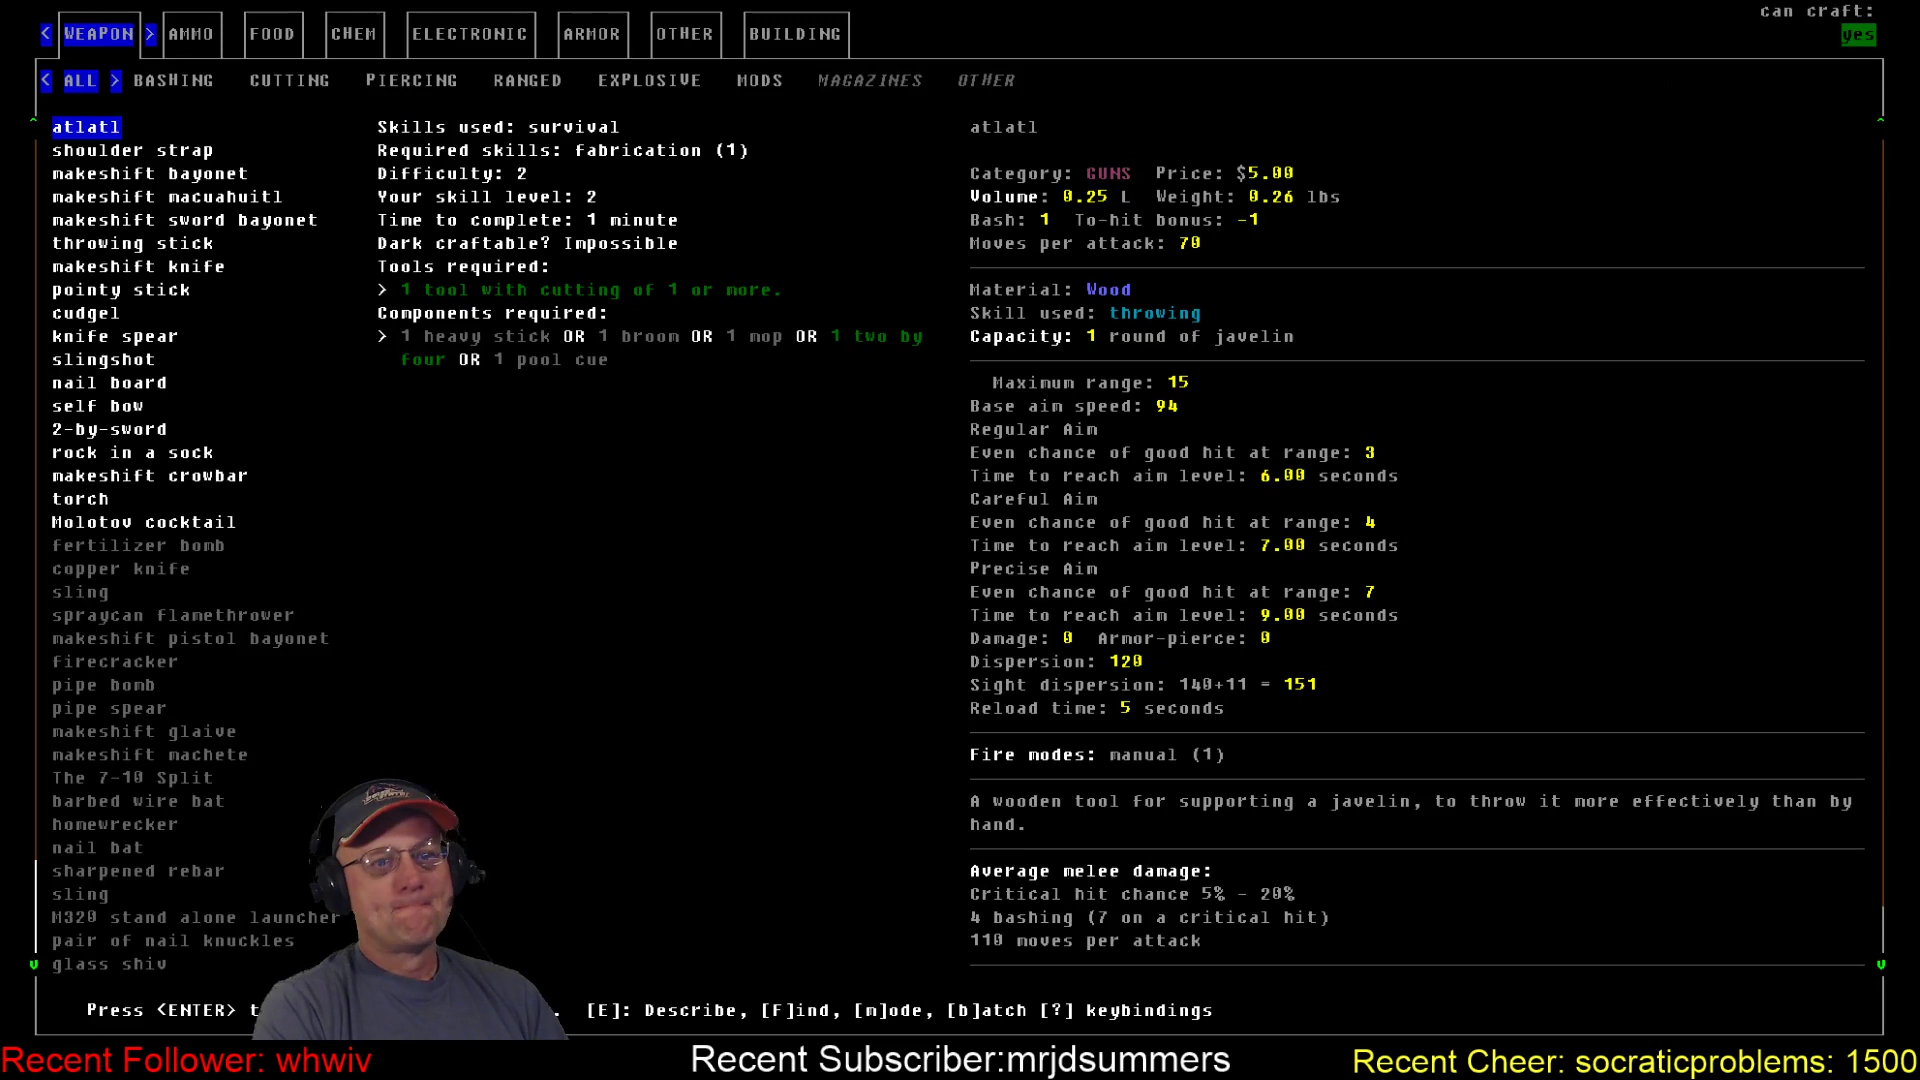 can craft:
< WEAPON > AMMO FOOD CHEM ELECTRONIC ARMOR OTHER BUILDING yes
< ALL > BASHING CUTTING PIERCING RANGED EXPLOSIVE MODS MAGAZINES OTHER
atlatl
shoulder strap
makeshift bayonet
makeshift macuahuitl
makeshift sword bayonet
throwing stick
makeshift knife
pointy stick
cudgel
knife spear
slingshot
nail board
self bow
2-by-sword
rock in a sock
makeshift crowbar
torch
Molotov cocktail
fertilizer bomb
copper knife
sling
spraycan flamethrower
makeshift pistol bayonet
firecracker
pipe bomb
pipe spear
makeshift glaive
makeshift machete
The 7-10 Split
barbed wire bat
homewrecker
nail bat
sharpened rebar
sling
M320 stand alone launcher
pair of nail knuckles
v glass shiv
Skills used: survival
Required skills: fabrication (1)
Difficulty: 2
Your skill level: 2
Time to complete: 1 minute
Dark craftable? Impossible
Tools required:
> 1 tool with cutting of 1 or more.
Components required:
> 1 heavy stick OR 1 broom OR 1 mop OR 1 two by
four OR 1 pool cue
atlatl
Category: GUNS Price: $5.00
Volume: 0.25 L Weight: 0.26 lbs
Bash: 1 To-hit bonus: -1
Moves per attack: 70
Material: Wood
Skill used: throwing
Capacity: 1 round of javelin
Maximum range: 15
Base aim speed: 94
Regular Aim
Even chance of good hit at range: 3
Time to reach aim level: 6.00 seconds
Careful Aim
Even chance of good hit at range: 4
Time to reach aim level: 7.00 seconds
Precise Aim
Even chance of good hit at range: 7
Time to reach aim level: 9.00 seconds
Damage: 0 Armor-pierce: 0
Dispersion: 120
Sight dispersion: 140+11 = 151
Reload time: 5 seconds
Fire modes: manual (1)
A wooden tool for supporting a javelin, to throw it more effectively than by
hand.
Average melee damage:
Critical hit chance 5% - 20%
4 bashing (7 on a critical hit)
110 moves per attack
v
Press <ENTER> t . [E]: Describe, [F]ind, [m]ode, [b]atch [?] keybindings
Recent Follower: whwiv Recent Subscriber:mrjdsummers Recent Cheer: socraticproblems: 1500